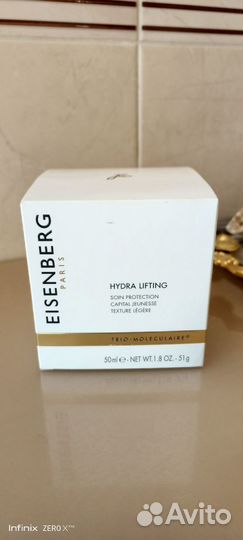 EISENBERG
PARIS
HYDRA LIFTING
SOIN PROTECTION
CAPITAL JEUNESSE
TEXTURE LÉGÈRE
TRIO-MOLÉCULAIRE®
50ml ℮ - NET WT. 1.8 OZ. - 51g
Infinix ZERO X™
Avito